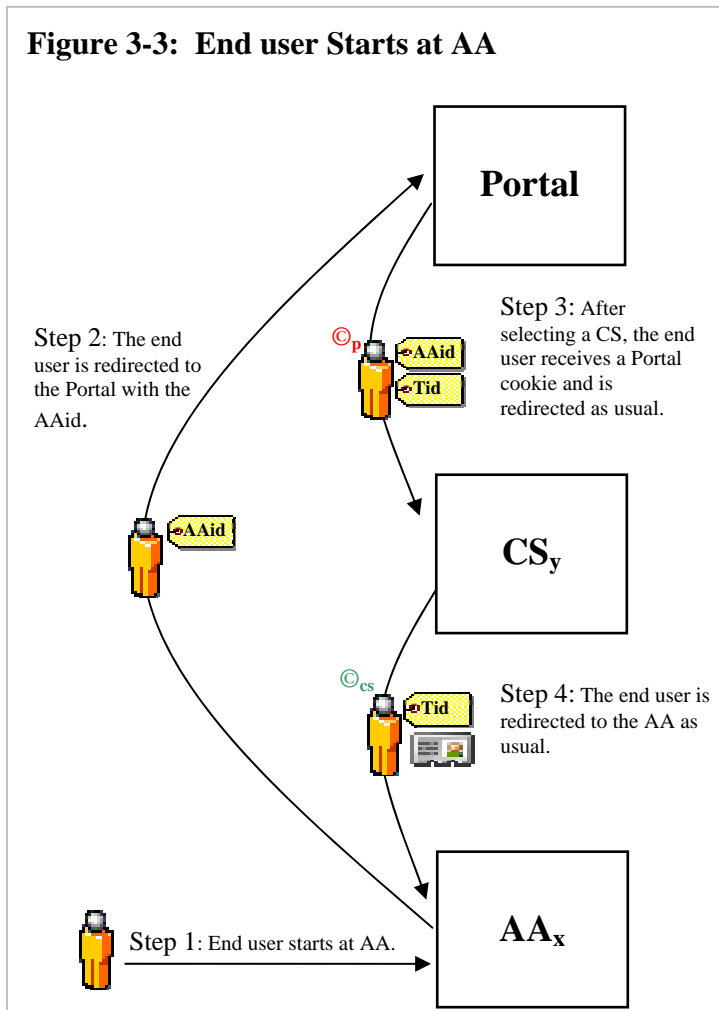 Figure 3-3: End user Starts at AA
Portal
Step 2: The end
user is redirected to
the Portal with the
AAid.
©p
AAid
Tid
Step 3: After
selecting a CS, the end
user receives a Portal
cookie and is
redirected as usual.
AAid
CSy
©cs
Tid
Step 4: The end user is
redirected to the AA as
usual.
AAx
Step 1: End user starts at AA.